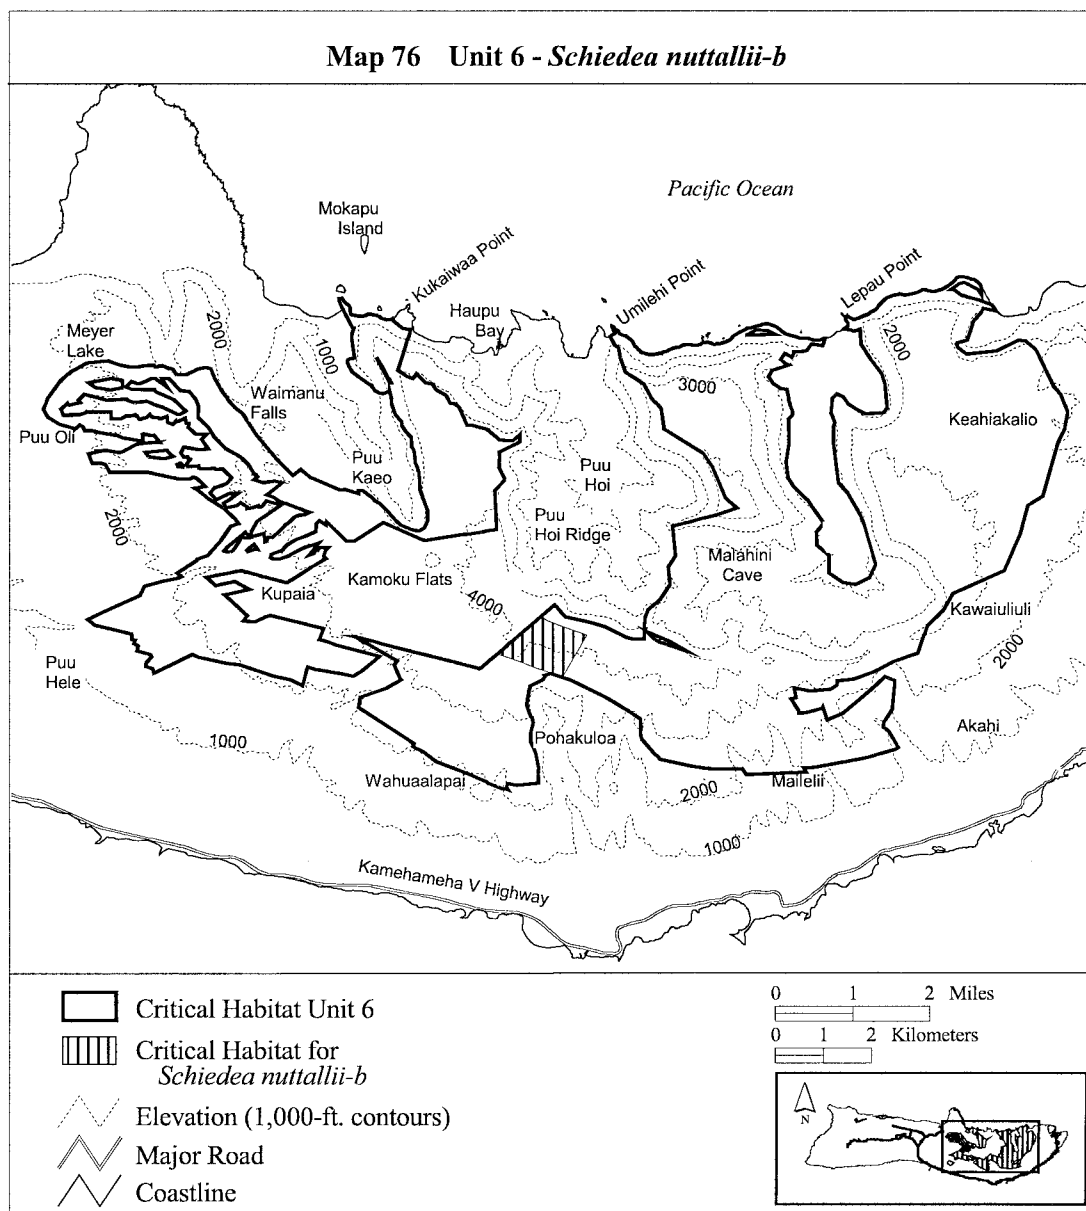 Map 76 Unit 6 - Schiedea nuttallii-b
Pacific Ocean
Mokapu
Island
Kukaiwaa Point
Haupu
Bay
Umilehi Point
Lepau Point
Meyer
Lake
2000
1000
2000
3000
Waimanu
Falls
Keahiakalio
Puu Oli
Puu
Kaeo
Puu
Hoi
2000
Puu
Hoi Ridge
Malahini
Cave
Kamoku Flats
Kupaia
4000
Kawaiuliuli
2000
Puu
Hele
1000
Pohakuloa
Akahi
Wahuaalapai
2000
Mailelii
1000
Kamehameha V Highway
Critical Habitat Unit 6
Critical Habitat for
Schiedea nuttallii-b
Elevation (1,000-ft. contours)
Major Road
Coastline
0 1 2 Miles
0 1 2 Kilometers
N